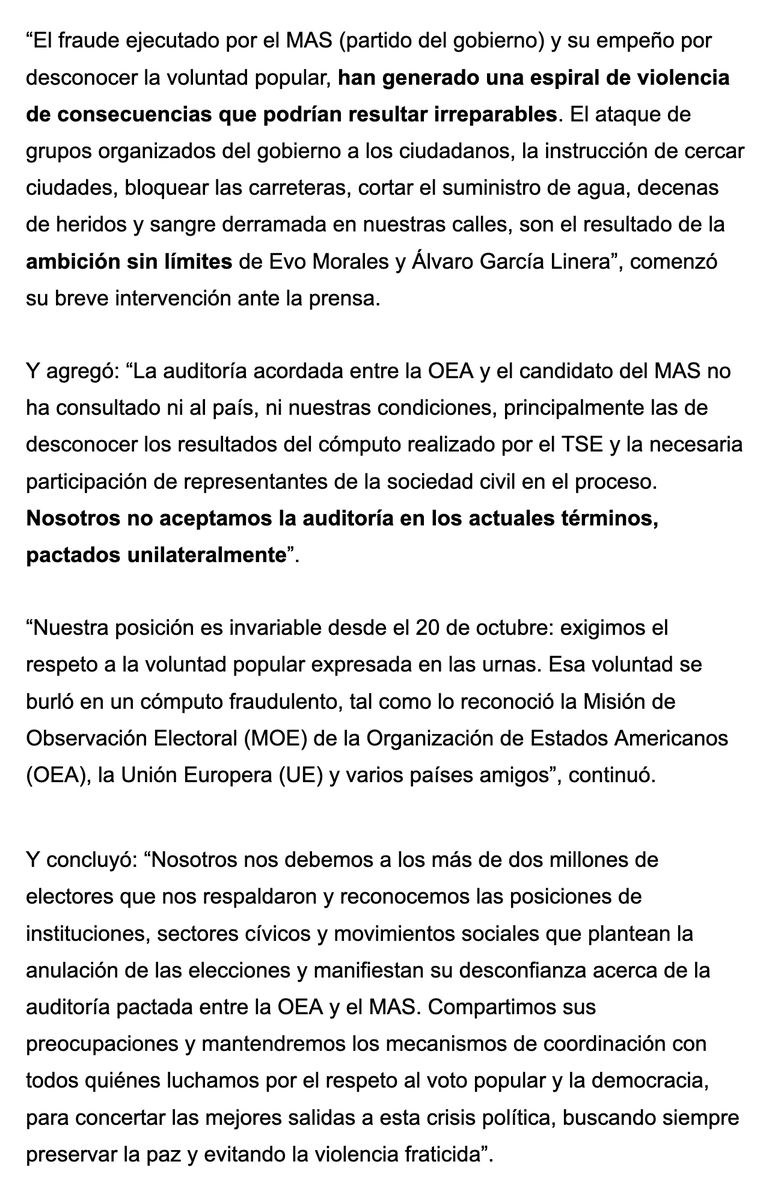 “El fraude ejecutado por el MAS (partido del gobierno) y su empeño por
desconocer la voluntad popular, han generado una espiral de violencia
de consecuencias que podrían resultar irreparables. El ataque de
grupos organizados del gobierno a los ciudadanos, la instrucción de cercar
ciudades, bloquear las carreteras, cortar el suministro de agua, decenas
de heridos y sangre derramada en nuestras calles, son el resultado de la
ambición sin límites de Evo Morales y Álvaro García Linera”, comenzó
su breve intervención ante la prensa.
Y agregó: “La auditoría acordada entre la OEA y el candidato del MAS no
ha consultado ni al país, ni nuestras condiciones, principalmente las de
desconocer los resultados del cómputo realizado por el TSE y la necesaria
participación de representantes de la sociedad civil en el proceso.
Nosotros no aceptamos la auditoría en los actuales términos,
pactados unilateralmente”.
“Nuestra posición es invariable desde el 20 de octubre: exigimos el
respeto a la voluntad popular expresada en las urnas. Esa voluntad se
burló en un cómputo fraudulento, tal como lo reconoció la Misión de
Observación Electoral (MOE) de la Organización de Estados Americanos
(OEA), la Unión Europera (UE) y varios países amigos”, continuó.
Y concluyó: “Nosotros nos debemos a los más de dos millones de
electores que nos respaldaron y reconocemos las posiciones de
instituciones, sectores cívicos y movimientos sociales que plantean la
anulación de las elecciones y manifiestan su desconfianza acerca de la
auditoría pactada entre la OEA y el MAS. Compartimos sus
preocupaciones y mantendremos los mecanismos de coordinación con
todos quiénes luchamos por el respeto al voto popular y la democracia,
para concertar las mejores salidas a esta crisis política, buscando siempre
preservar la paz y evitando la violencia fraticida”.